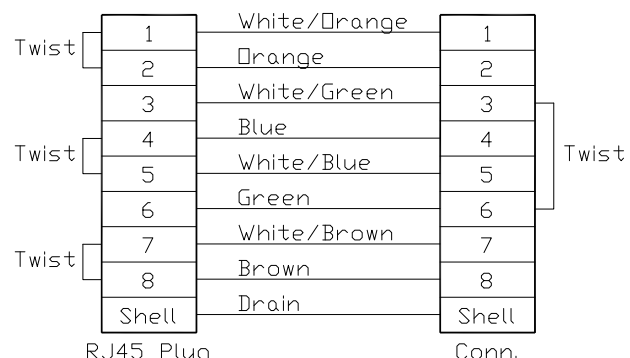 1 White/Orange 1
Twist
2 Orange 2
3 White/Green 3
4 Blue 4
Twist Twist
5 White/Blue 5
6 Green 6
7 White/Brown 7
Twist
8 Brown 8
Shell Drain Shell
RJ45 Plug Conn.